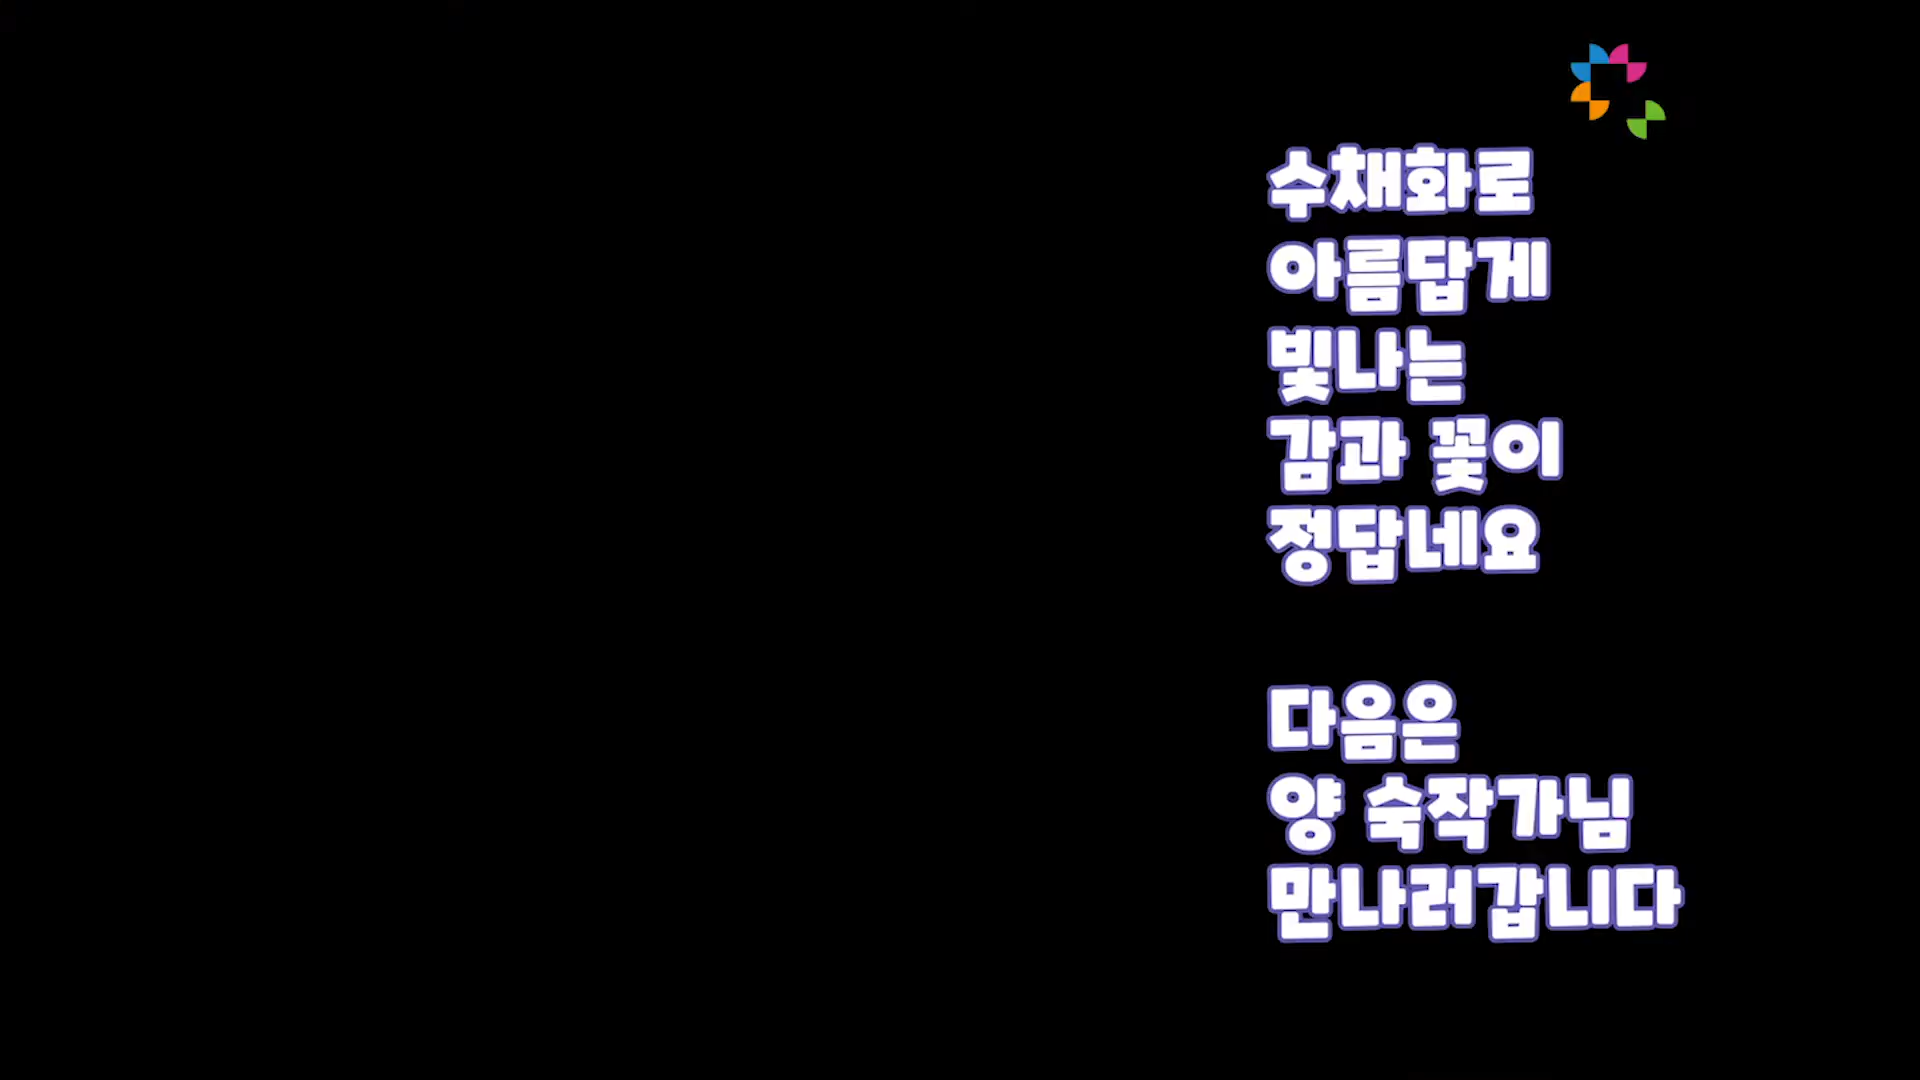 수채화로
아름답게
빛나는
감과 꽃이
정답네요
다음은
양 숙작가님
만나러갑니다